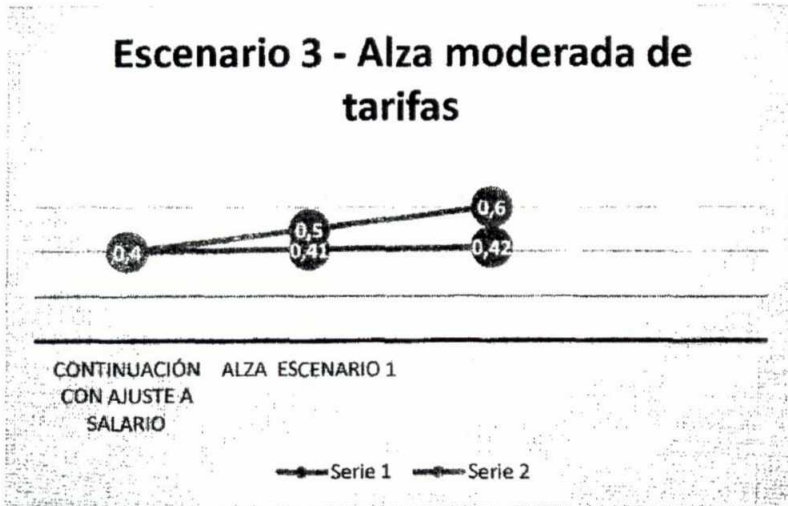 Escenario 3 - Alza moderada de
tarifas
0,6
0,5
0,4
0,41
0,42
CONTINUACIÓN
CON AJUSTE A
SALARIO
ALZA ESCENARIO 1
Serie 1
Serie 2